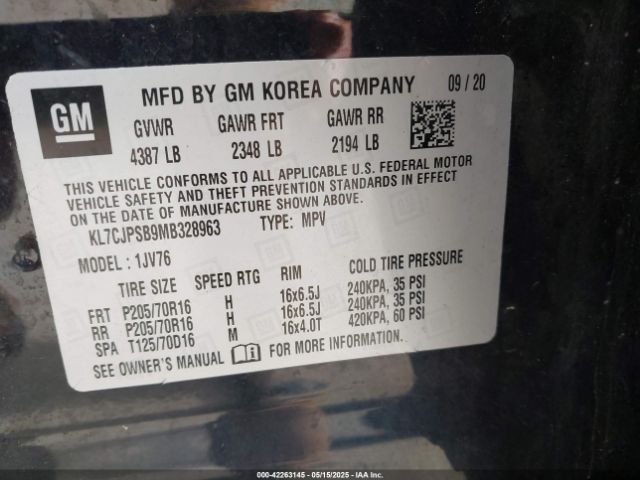 GM
MFD BY GM KOREA COMPANY 09 / 20
GVWR GAWR FRT GAWR RR
4387 LB 2348 LB 2194 LB
THIS VEHICLE CONFORMS TO ALL APPLICABLE U.S. FEDERAL MOTOR
VEHICLE SAFETY AND THEFT PREVENTION STANDARDS IN EFFECT
ON THE DATE OF MANUFACTURE SHOWN ABOVE.
KL7CJPSB9MB328963 TYPE: MPV
MODEL : 1JV76
TIRE SIZE SPEED RTG RIM COLD TIRE PRESSURE
FRT P205/70R16 H 16x6.5J 240KPA, 35 PSI
RR P205/70R16 H 16x6.5J 240KPA, 35 PSI
SPA T125/70D16 M 16x4.0T 420KPA, 60 PSI
SEE OWNER'S MANUAL FOR MORE INFORMATION.
000-42263145 - 05/15/2025 - IAAI.COM